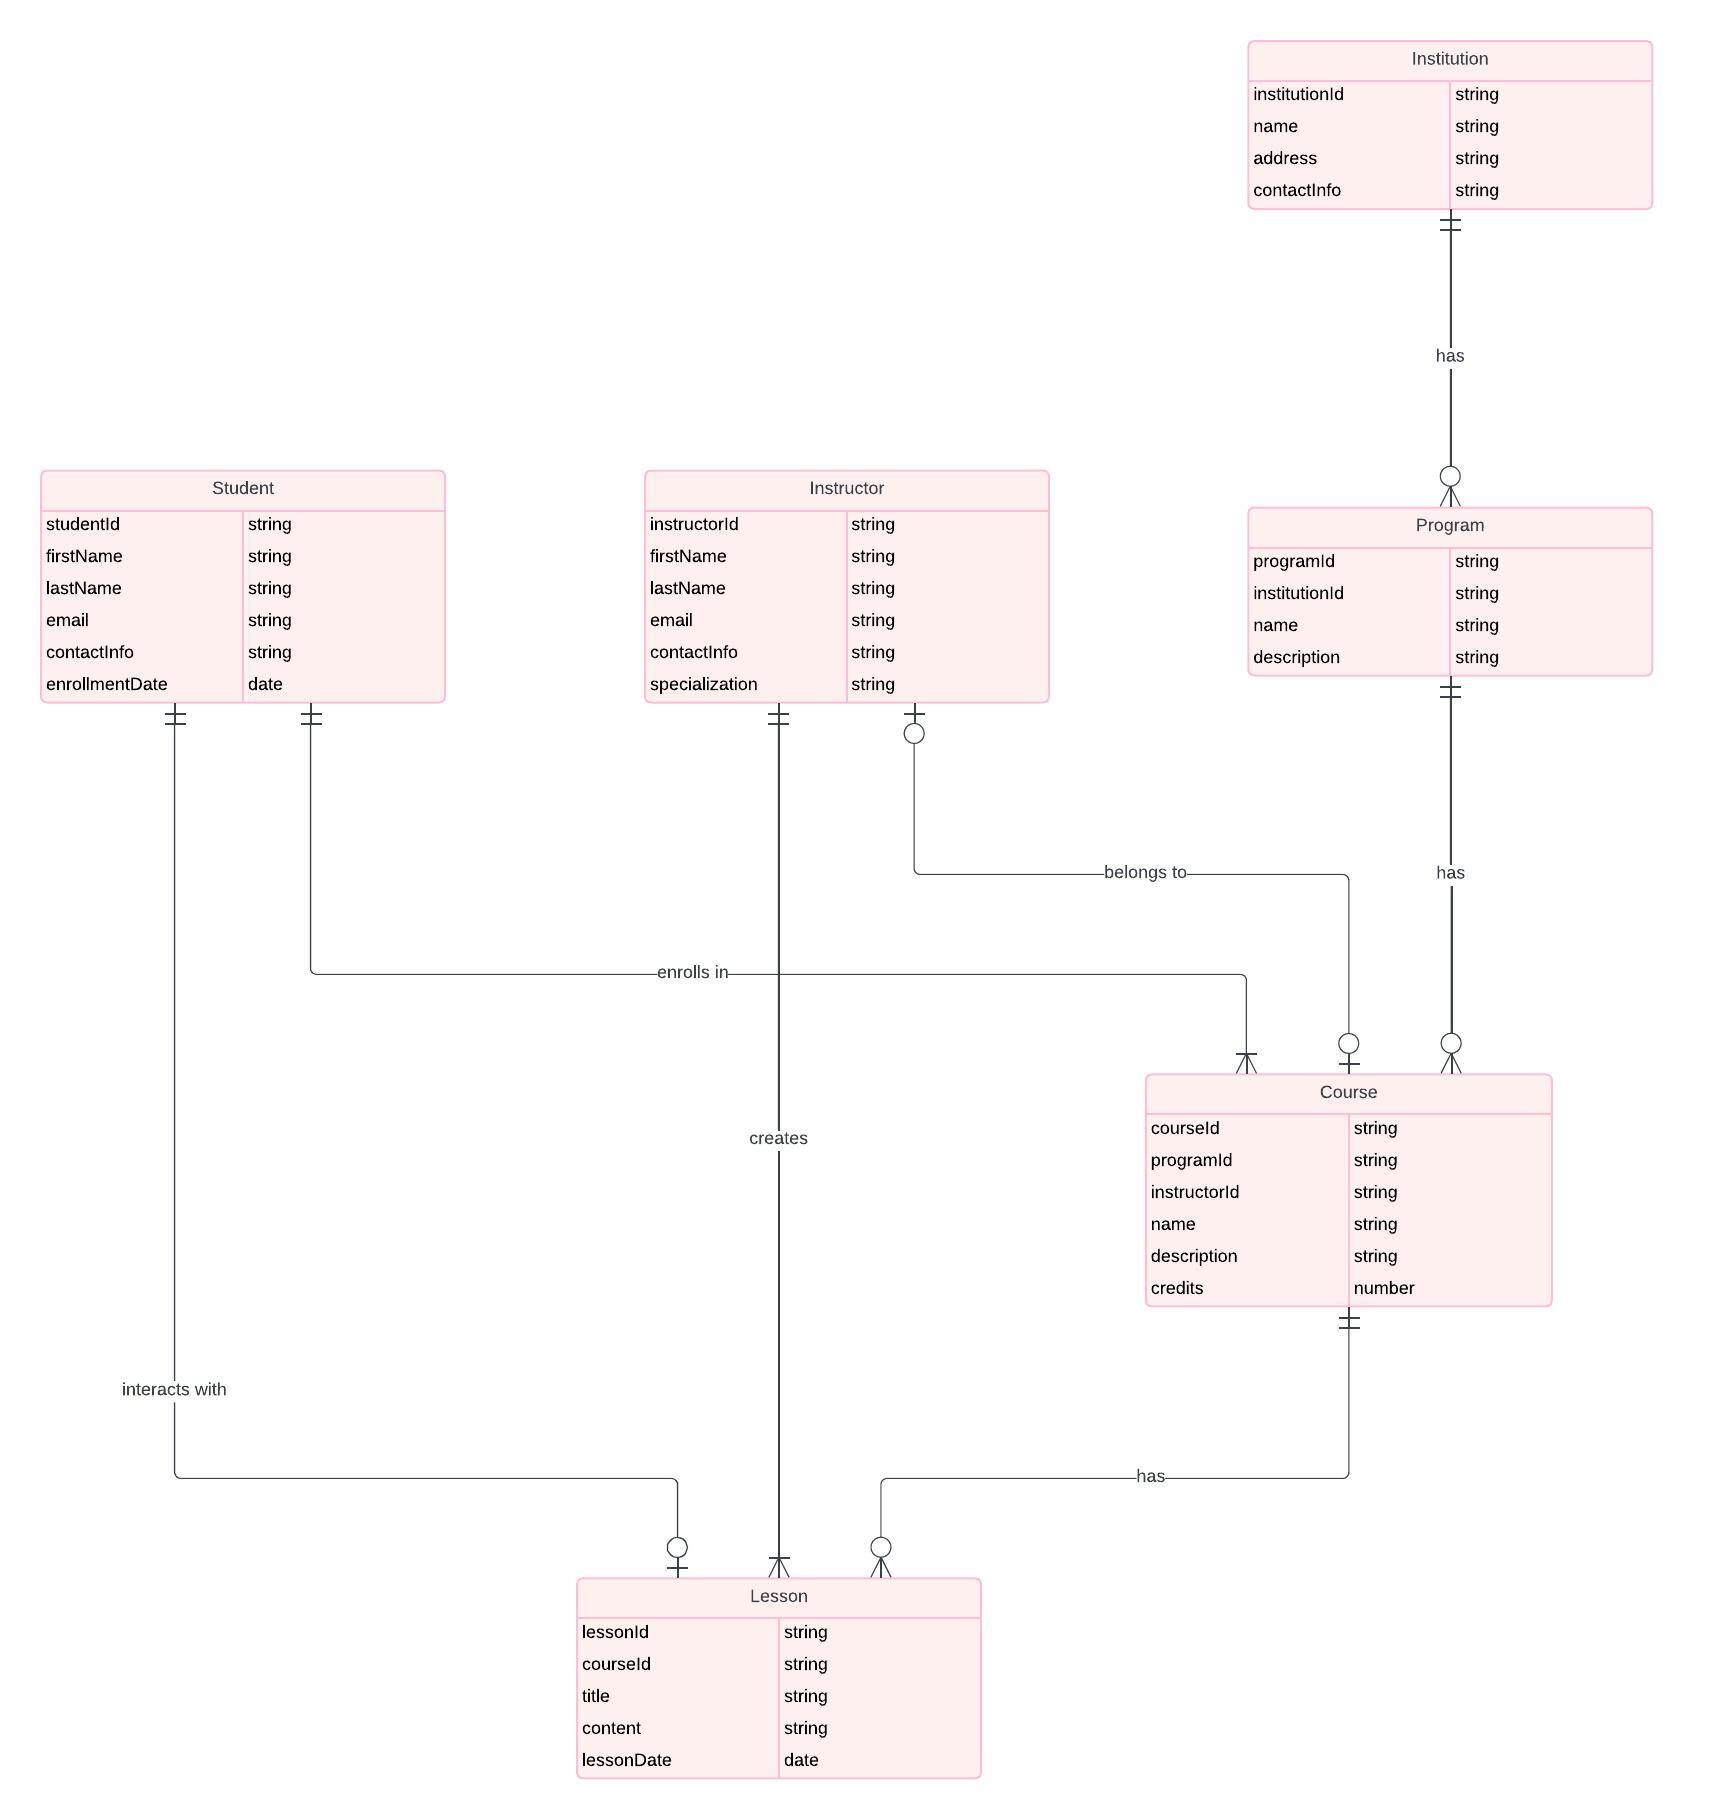 Institution
institutionId string
name string
address string
contactInfo string
has
Student
studentId string
firstName string
lastName string
email string
contactInfo string
enrollmentDate date
Instructor
instructorId string
firstName string
lastName string
email string
contactInfo string
specialization string
Program
programId string
institutionId string
name string
description string
belongs to
has
enrolls in
creates
Course
courseId string
programId string
instructorId string
name string
description string
credits number
interacts with
has
Lesson
lessonId string
courseId string
title string
content string
lessonDate date